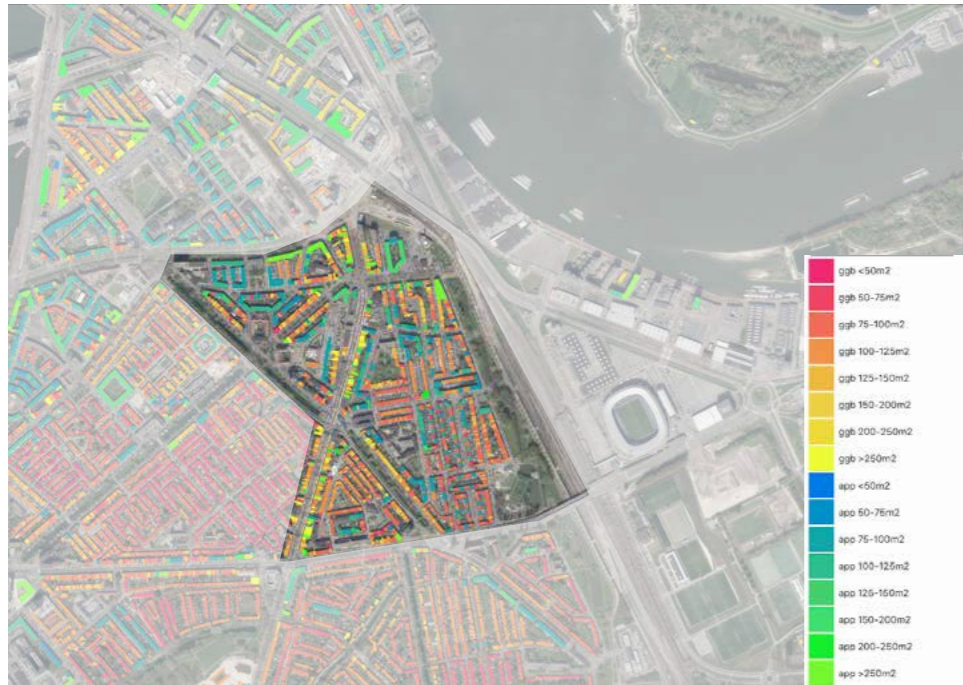 ggb <50m2
ggb 50-75m2
ggb 75-100m2
ggb 100-125m2
ggb 125-150m2
ggb 150-200m2
ggb 200-250m2
ggb >250m2
app <50m2
app 50-75m2
app 75-100m2
app 100-125m2
app 125-150m2
app 150-200m2
app 200-250m2
app >250m2